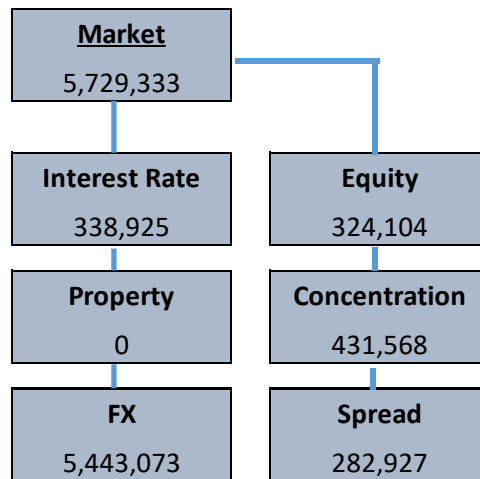 Market
5,729,333
Interest Rate
338,925
Equity
324,104
Property
0
Concentration
431,568
FX
5,443,073
Spread
282,927